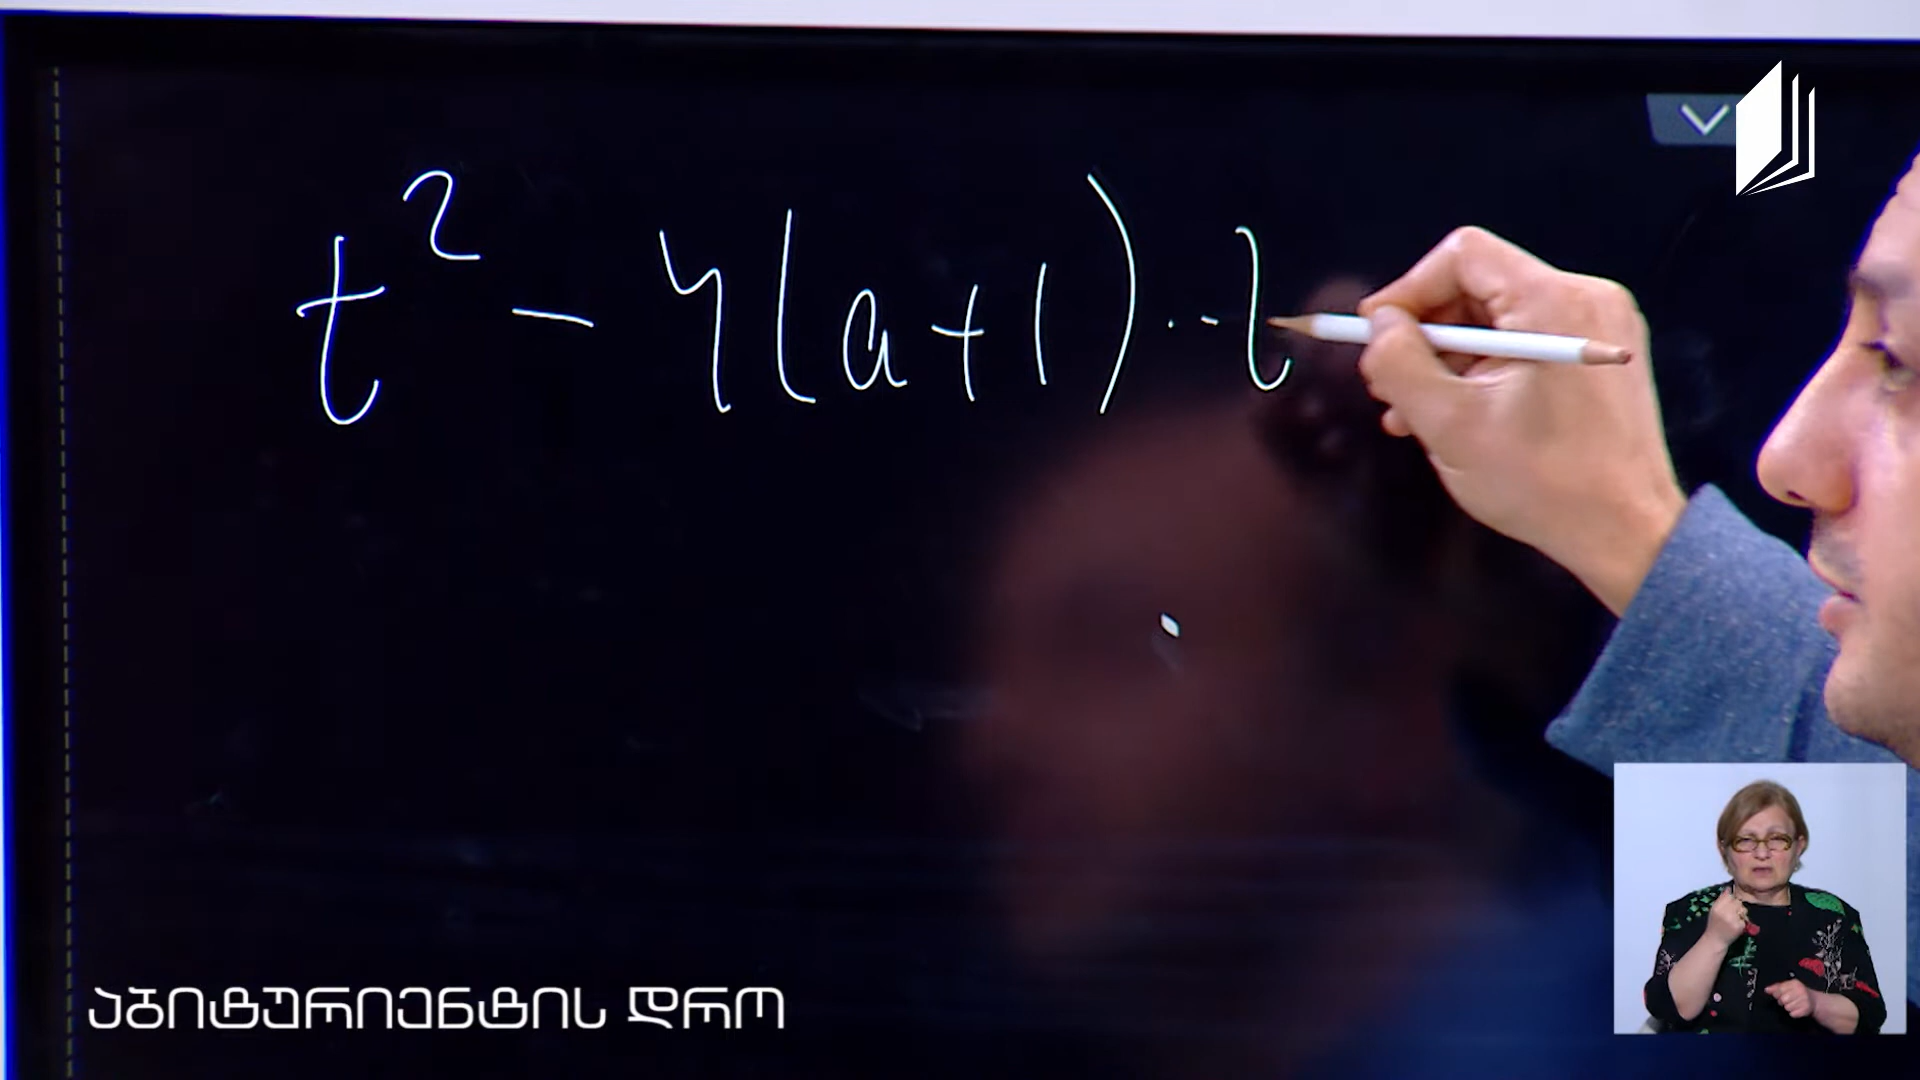 t² - 4(a+1) · t
აბიტურიენტის დრო